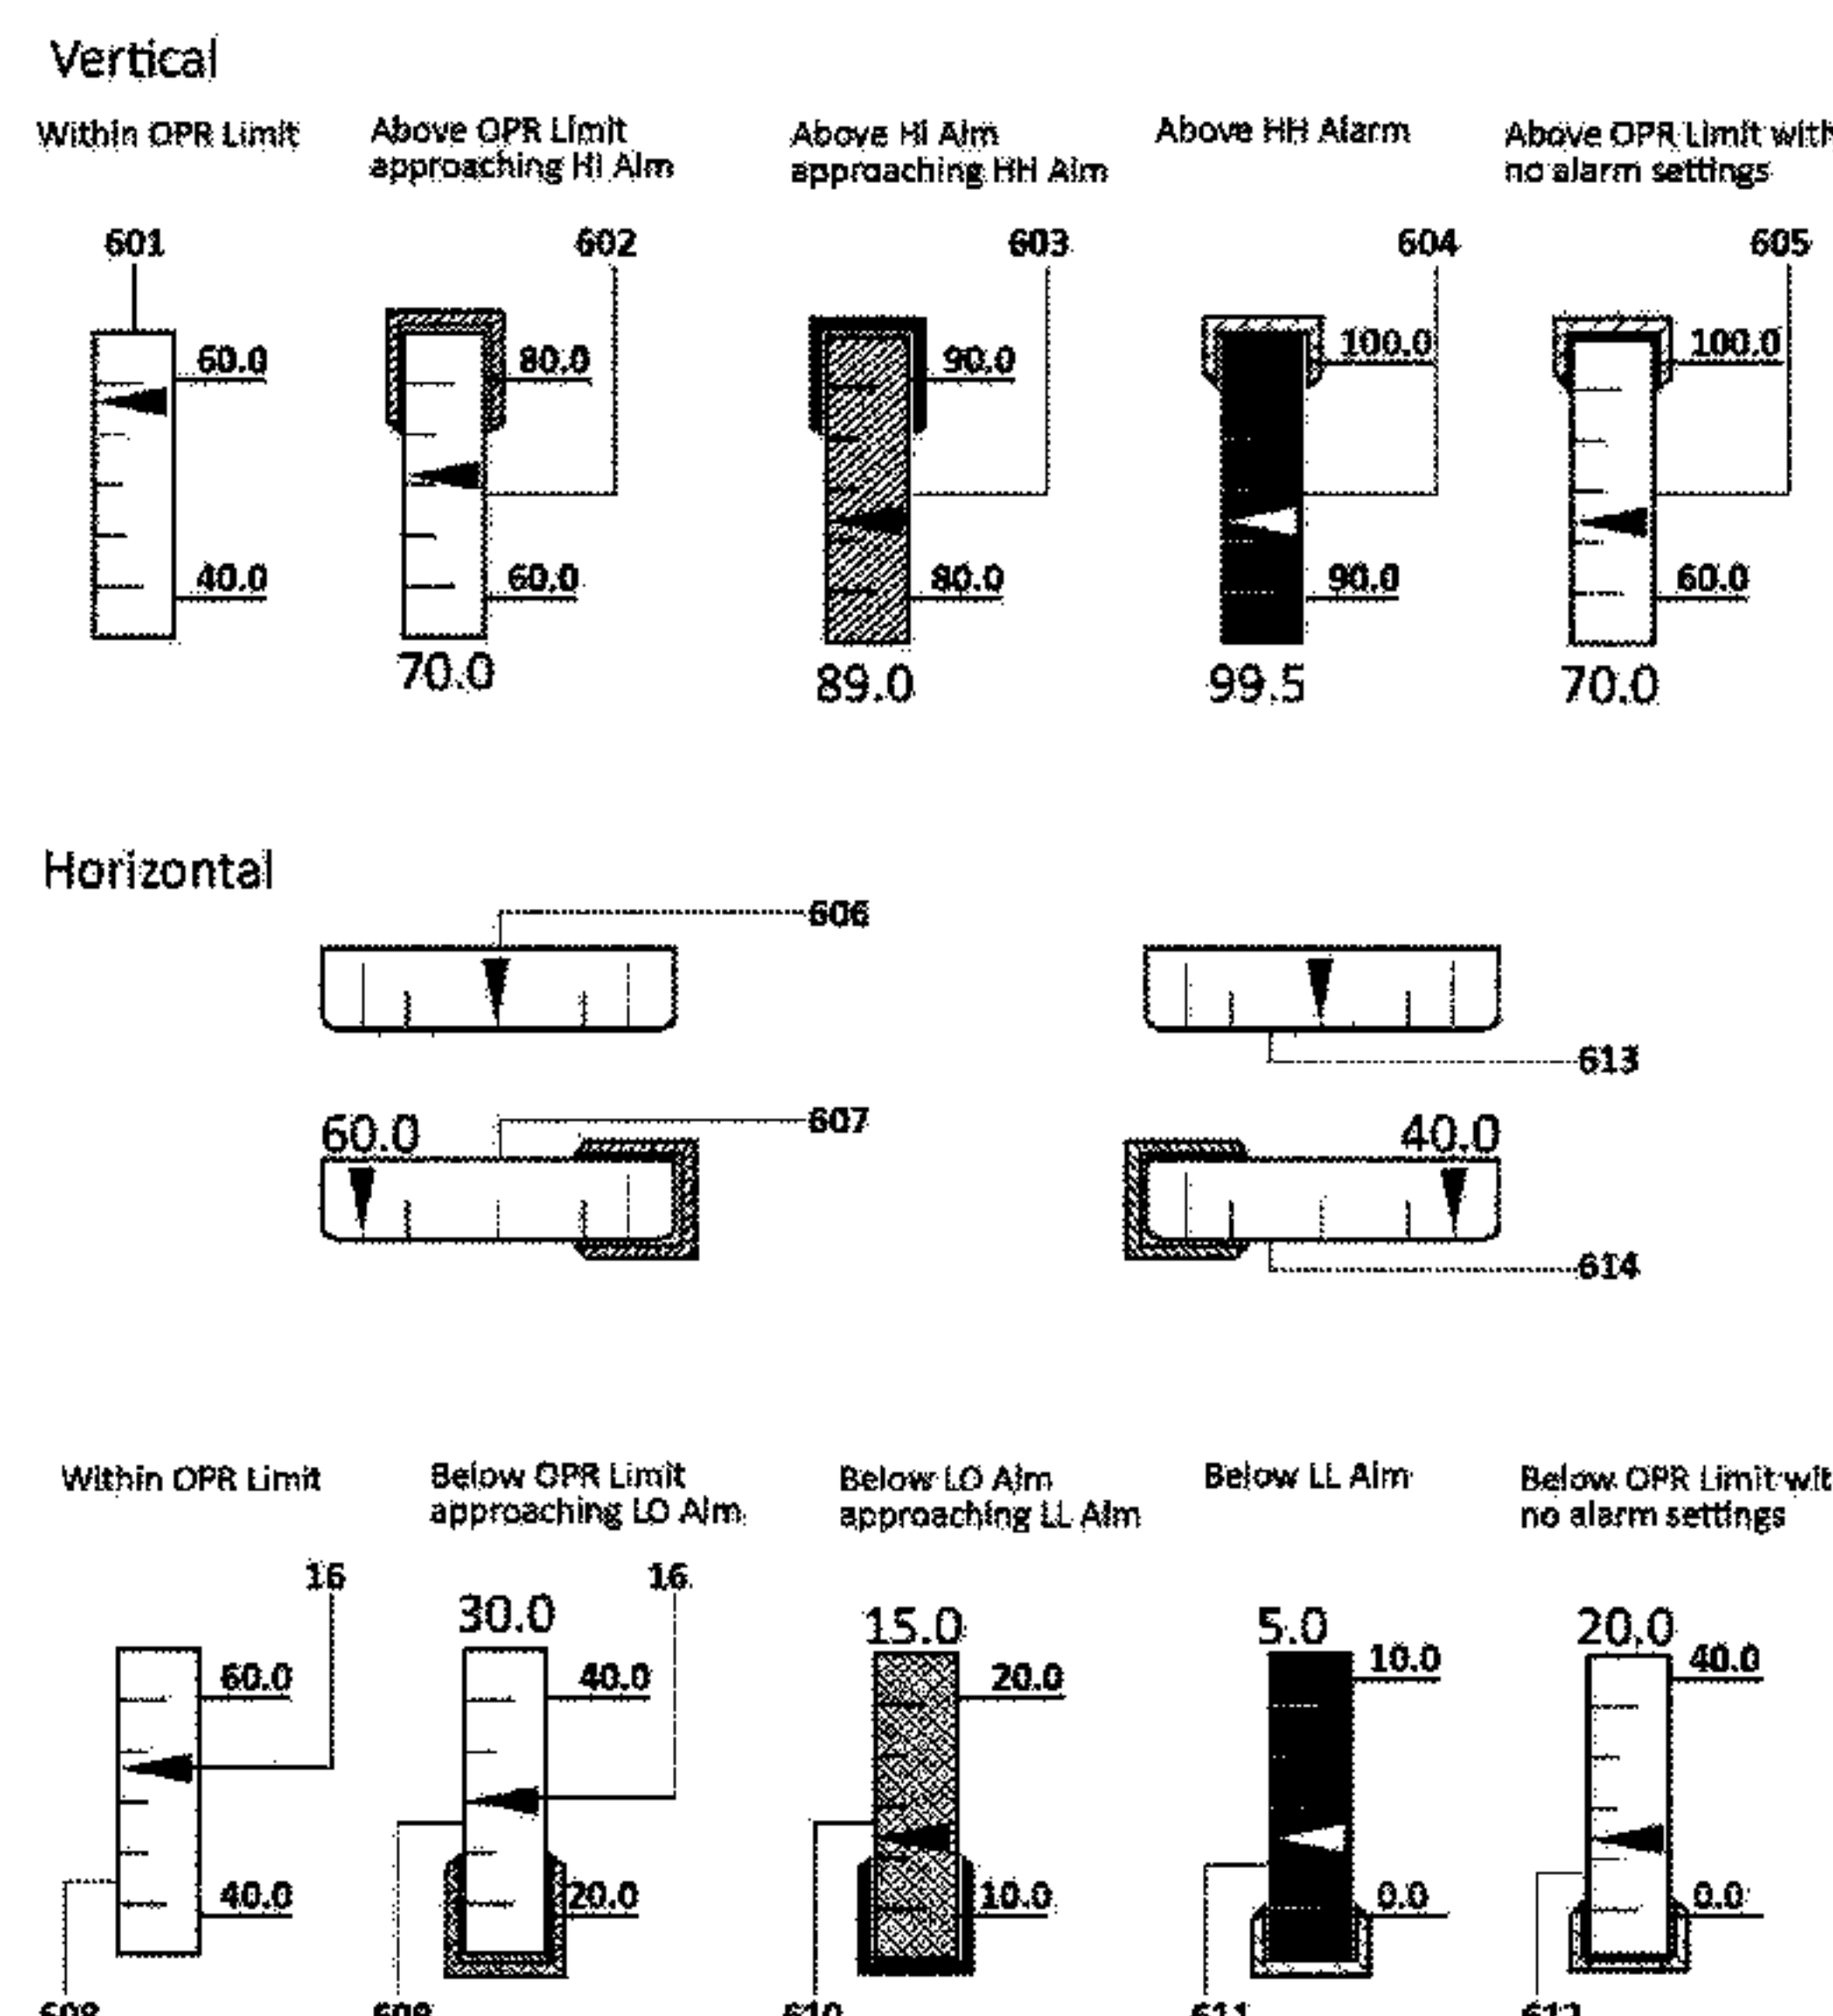 Vertical
Within OPR Limit
Above OPR Limit
approaching Hi Alm
Above Hi Alm
approaching HH Alm
Above HH Alarm
Above OPR Limit with
no alarm settings
601
602
603
604
605
60.0
80.0
90.0
100.0
100.0
40.0
60.0
80.0
90.0
60.0
70.0
89.0
99.5
70.0
Horizontal
606
613
60.0
607
40.0
614
Within OPR Limit
Below OPR Limit
approaching LO Alm
Below LO Alm
approaching LL Alm
Below LL Alm
Below OPR Limit wit
no alarm settings
16
16
30.0
15.0
5.0
20.0
60.0
40.0
20.0
10.0
40.0
40.0
20.0
10.0
0.0
0.0
608
609
610
611
612